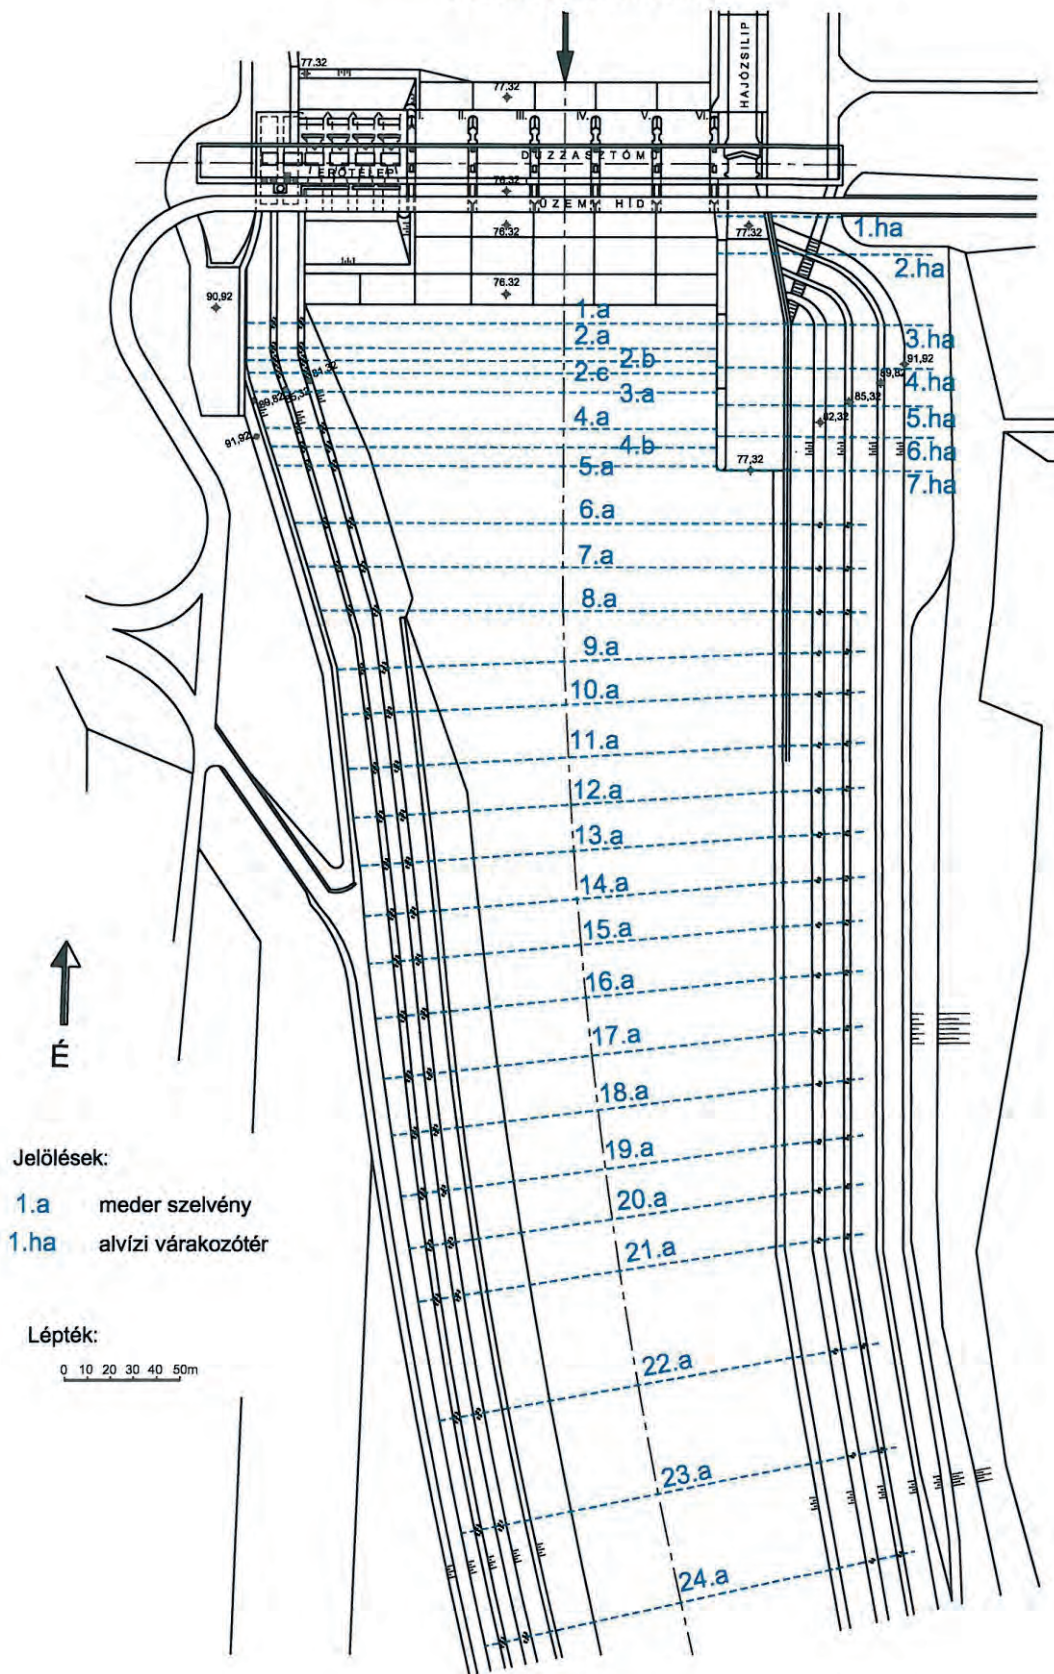 77.32
77.32
HAJÓZSILIP
I.
II.
III.
IV.
V.
VI.
DUZZASZTÓMŰ
ERŐTELEP
76.32
ÜZEMI HÍD
76.32
77.32
1.ha
2.ha
76.32
90,92
1.a
3.ha
2.a
2.b
91,92
2.c
81,32
4.ha
89,82
3.a
85,32
5.ha
82,32
4.a
91,92
4.b
6.ha
5.a
77,32
7.ha
6.a
7.a
8.a
9.a
10.a
11.a
12.a
13.a
14.a
15.a
16.a
17.a
18.a
19.a
20.a
21.a
22.a
23.a
24.a
É
Jelölések:
1.a meder szelvény
1.ha alvízi várakozótér
Lépték:
0 10 20 30 40 50m